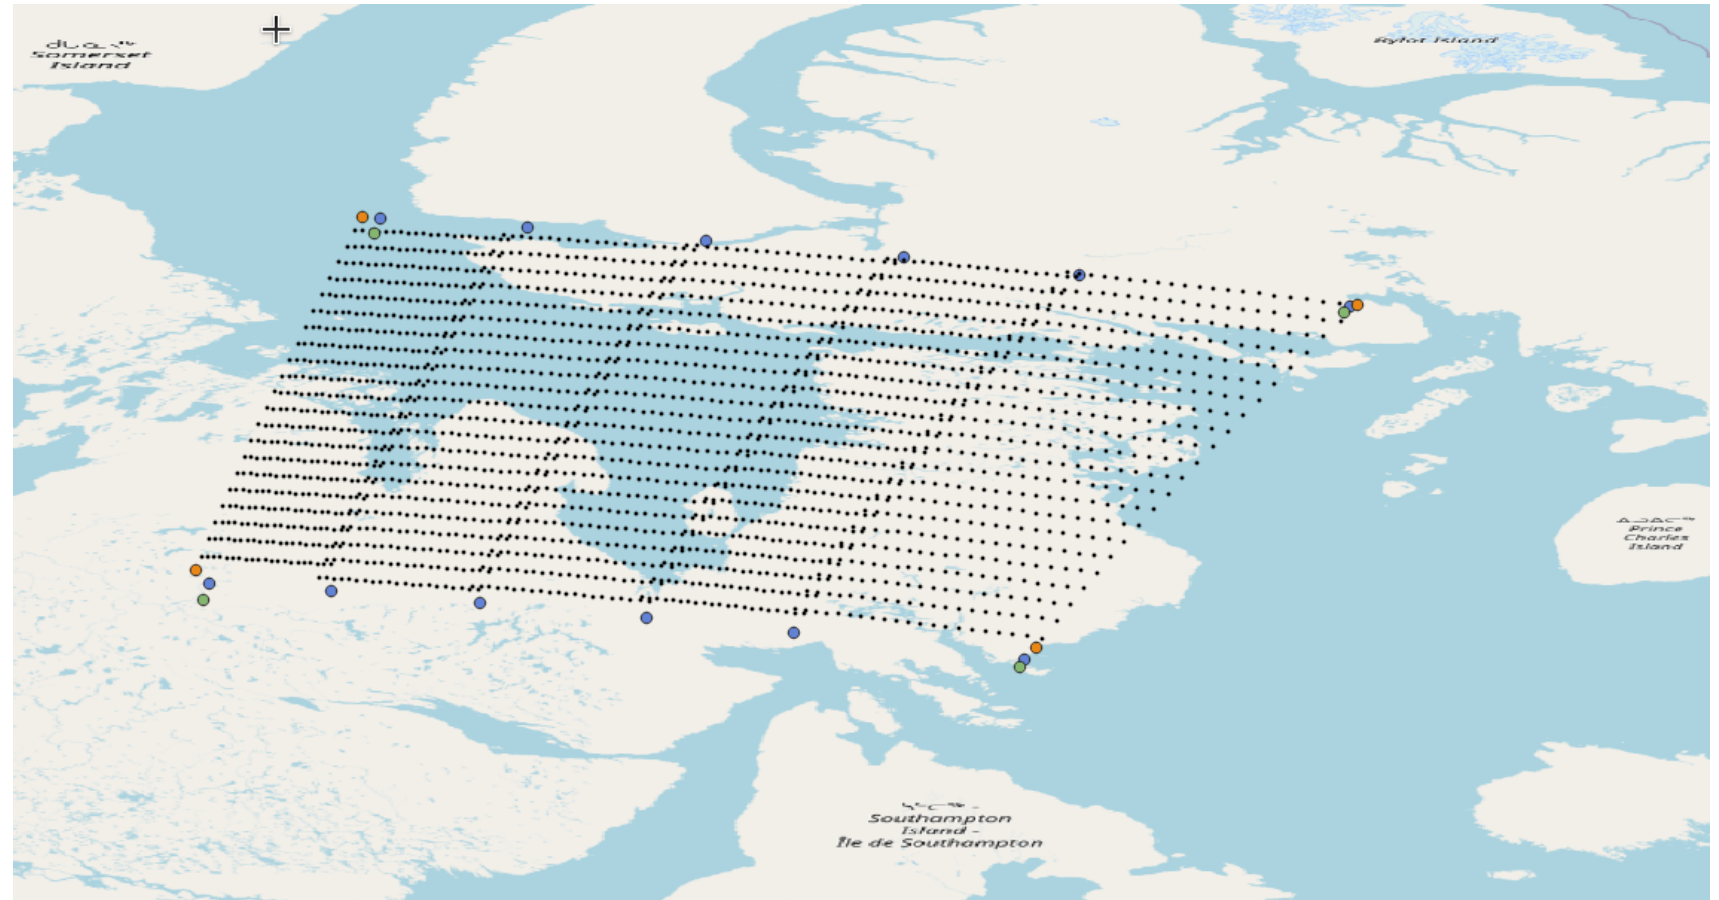 Somerset
Island
Bylot Island
Prince
Charles
Island
Southampton
Island –
Île de Southampton